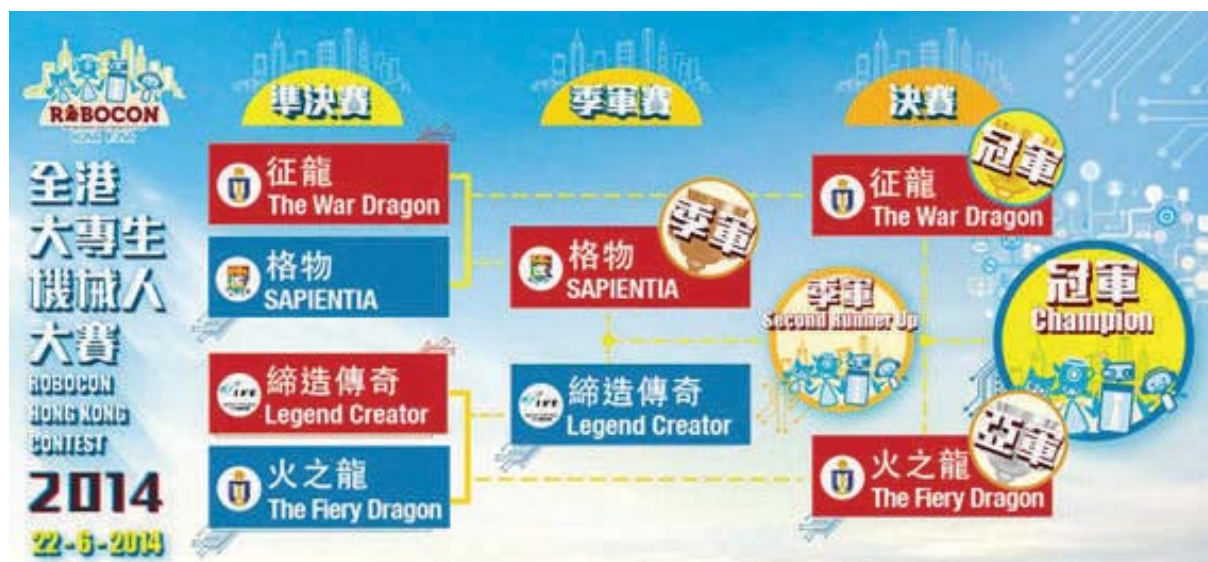 ROBOCON
HONG KONG
全港
大專生
機械人
大賽
ROBOCON
HONG KONG
CONTEST
2014
22-6-2014
準決賽
征龍
The War Dragon
格物
SAPIENTIA
締造傳奇
Legend Creator
火之龍
The Fiery Dragon
季軍賽
格物
SAPIENTIA
季軍
締造傳奇
Legend Creator
季軍
Second Runner Up
決賽
征龍
The War Dragon
冠軍
冠軍
Champion
火之龍
The Fiery Dragon
亞軍